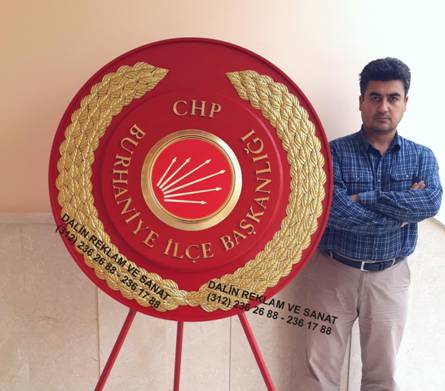 CHP
BURHANİYE İLÇE BAŞKANLIĞI
DALİN REKLAM VE SANAT
(312) 236 26 88 - 236 17 88
DALİN REKLAM VE SANAT
(312) 236 26 88 - 236 17 88